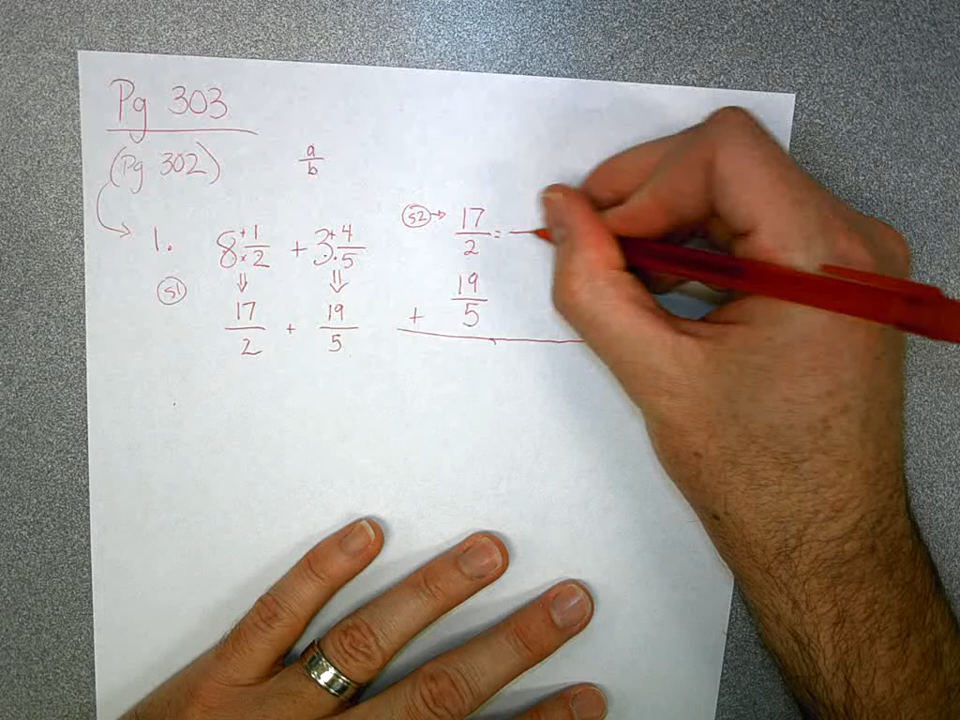 Pg 303
(Pg 302)
a/b
1. 8 + 1/× 2 + 3 + 4/· 5
S1
17/2 + 19/5
S2 → 17/2 =
+ 19/5